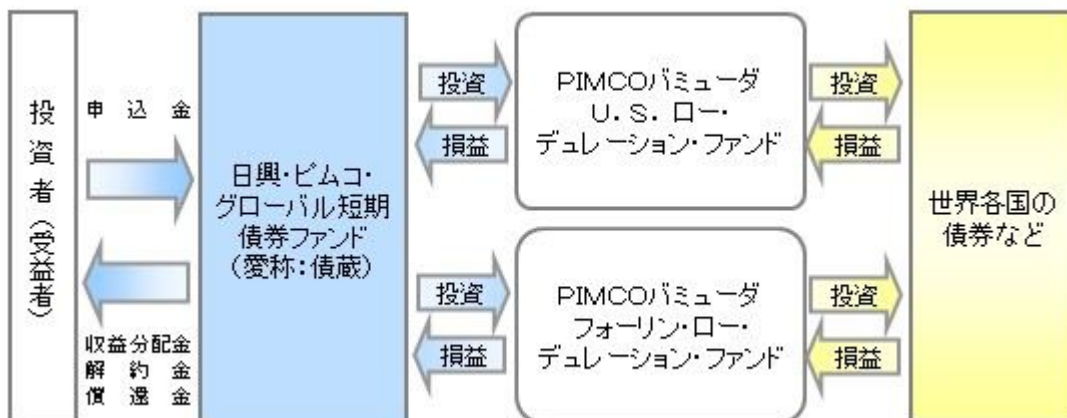 投資者(受益者)
申込金
収益分配金
解約金
償還金
日興・ピムコ・
グローバル短期
債券ファンド
(愛称:債蔵)
投資
損益
PIMCOバミューダ
U.S.ロー・
デュレーション・ファンド
投資
損益
投資
損益
PIMCOバミューダ
フォーリン・ロー・
デュレーション・ファンド
投資
損益
世界各国の
債券など